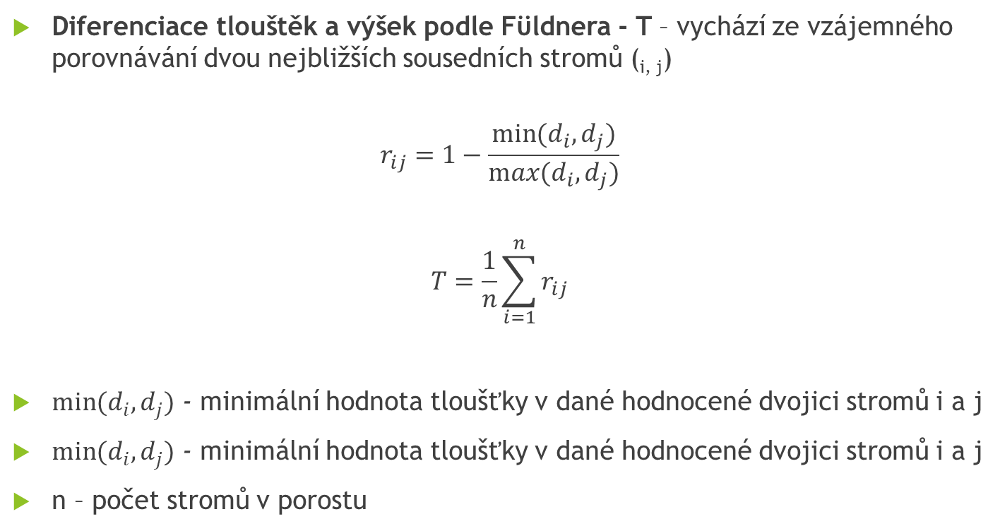 Diferenciace tlouštěk a výšek podle Füldnera - T – vychází ze vzájemného
porovnávání dvou nejbližších sousedních stromů (i, j)
r_{ij} = 1 − \frac{min(d_i, d_j)}{max(d_i, d_j)}
T = \frac{1}{n} \sum_{i=1}^{n} r_{ij}
min(d_i, d_j) - minimální hodnota tloušťky v dané hodnocené dvojici stromů i a j
min(d_i, d_j) - minimální hodnota tloušťky v dané hodnocené dvojici stromů i a j
n – počet stromů v porostu